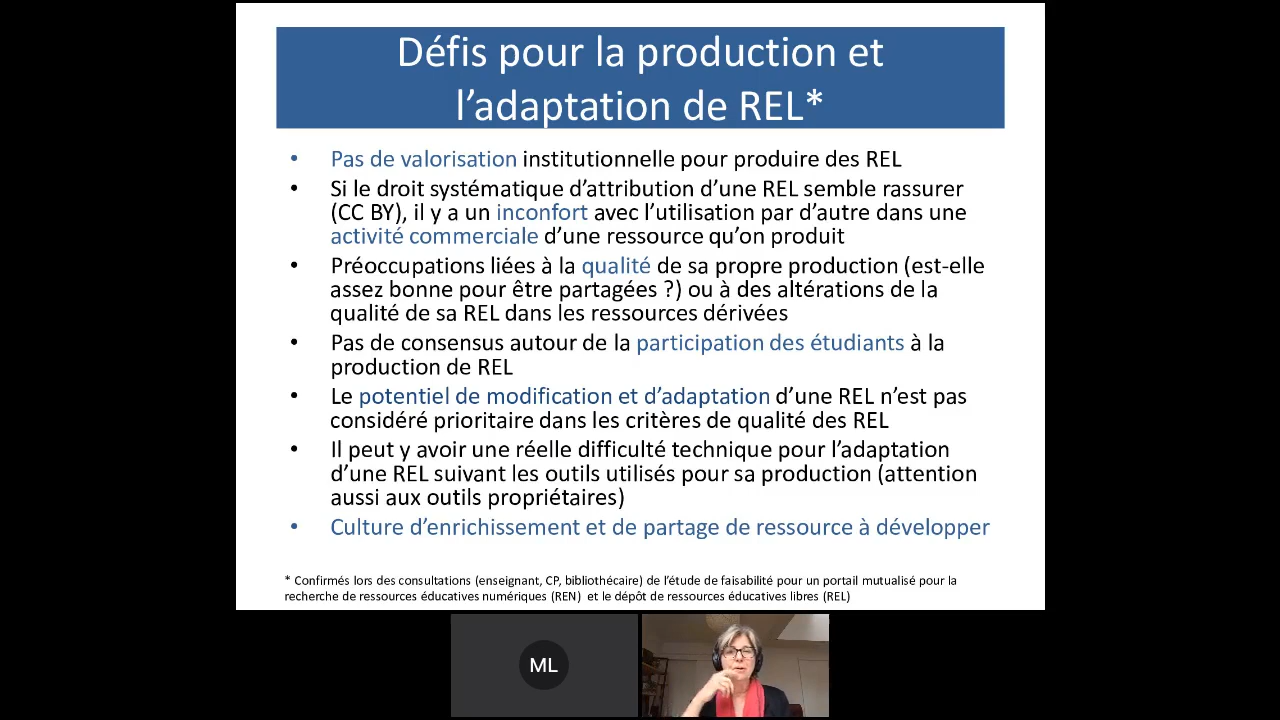 Défis pour la production et
l’adaptation de REL*
• Pas de valorisation institutionnelle pour produire des REL
• Si le droit systématique d’attribution d’une REL semble rassurer
(CC BY), il y a un inconfort avec l’utilisation par d’autre dans une
activité commerciale d’une ressource qu’on produit
• Préoccupations liées à la qualité de sa propre production (est-elle
assez bonne pour être partagées ?) ou à des altérations de la
qualité de sa REL dans les ressources dérivées
• Pas de consensus autour de la participation des étudiants à la
production de REL
• Le potentiel de modification et d’adaptation d’une REL n’est pas
considéré prioritaire dans les critères de qualité des REL
• Il peut y avoir une réelle difficulté technique pour l’adaptation
d’une REL suivant les outils utilisés pour sa production (attention
aussi aux outils propriétaires)
• Culture d’enrichissement et de partage de ressource à développer
* Confirmés lors des consultations (enseignant, CP, bibliothécaire) de l’étude de faisabilité pour un portail mutualisé pour la
recherche de ressources éducatives numériques (REN) et le dépôt de ressources éducatives libres (REL)
ML